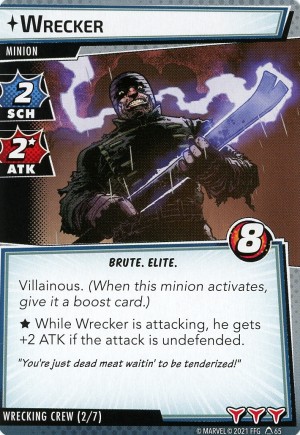 WRECKER
MINION
2
SCH
2★
ATK
8
BRUTE. ELITE.
Villainous. (When this minion activates,
give it a boost card.)
★ While Wrecker is attacking, he gets
+2 ATK if the attack is undefended.
"You're just dead meat waitin' to be tenderized!"
WRECKING CREW (2/7)
© MARVEL © 2021 FFG 65